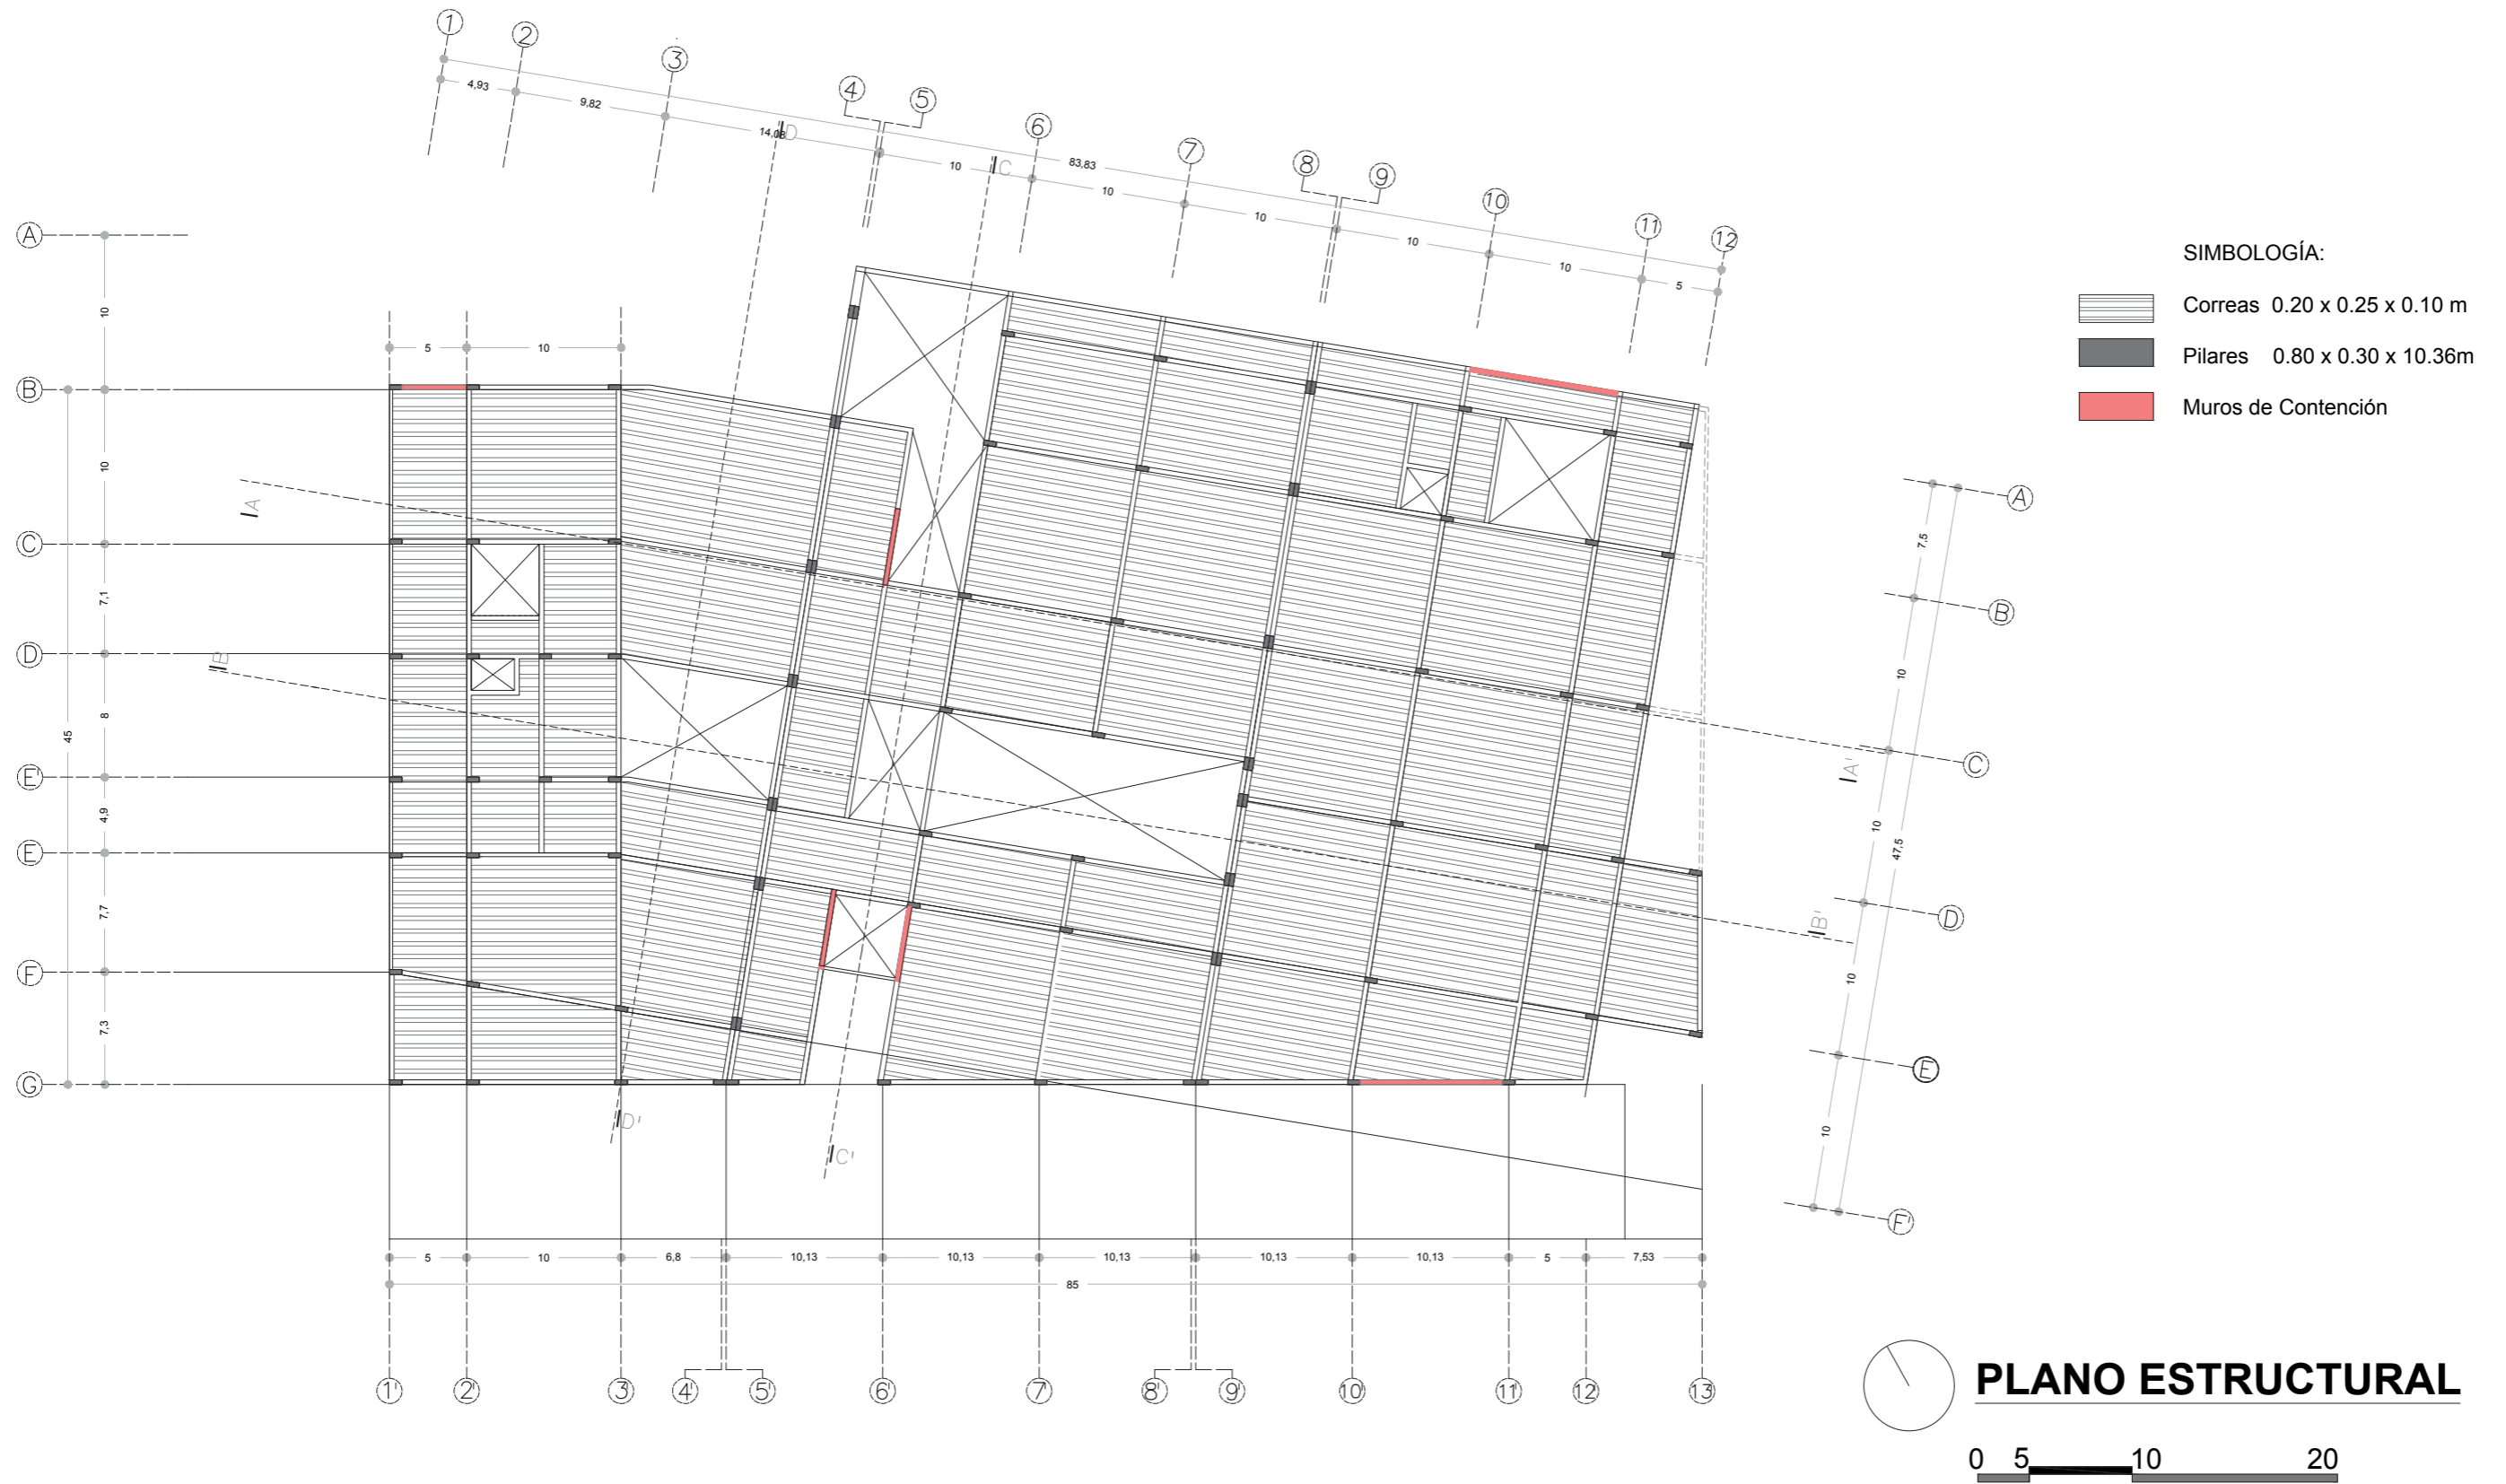 1 2 3 4 5 6 7 8 9 10 11 12
4,93 9,82 14,08 10 10 10 10 10 5
83,83
D C
A
10
B
10
C
7,1
D
8
E'
4,9
E
7,7
F
7,3
G
45
5 10
A
B
A
7,5
B
10
C
10
D
10
E
10
F'
47,5
A'
B'
D'
C'
5 10 6,8 10,13 10,13 10,13 10,13 10,13 5 7,53
85
1' 2' 3' 4' 5' 6' 7' 8' 9' 10' 11' 12' 13'
SIMBOLOGÍA:
Correas 0.20 x 0.25 x 0.10 m
Pilares 0.80 x 0.30 x 10.36m
Muros de Contención
PLANO ESTRUCTURAL
0 5 10 20